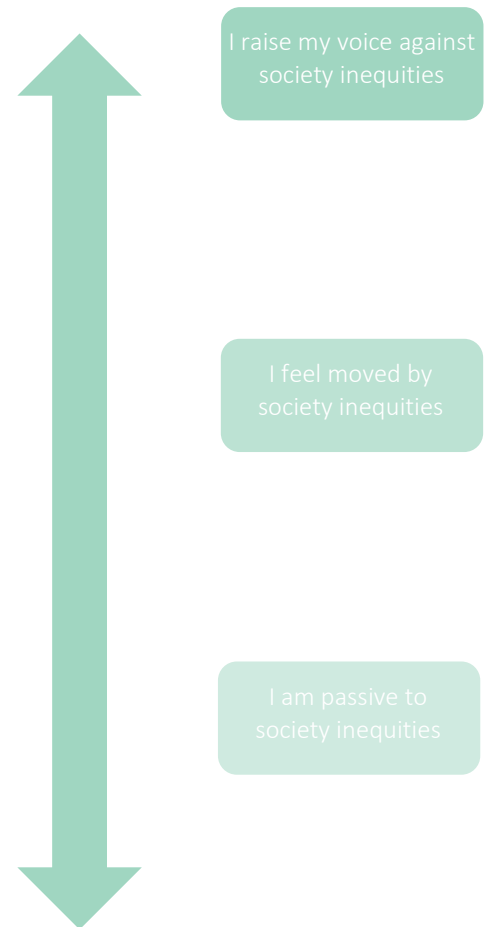 I raise my voice against
society inequities
I feel moved by
society inequities
I am passive to
society inequities